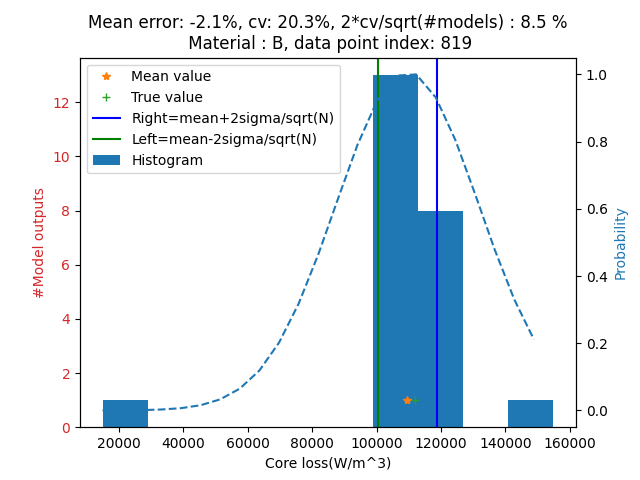 Mean error: -2.1%, cv: 20.3%, 2*cv/sqrt(#models) : 8.5 %
Material : B, data point index: 819
Mean value
True value
Right=mean+2sigma/sqrt(N)
Left=mean-2sigma/sqrt(N)
Histogram
12
10
8
6
4
2
0
#Model outputs
1.0
0.8
0.6
0.4
0.2
0.0
Probability
20000 40000 60000 80000 100000 120000 140000 160000
Core loss(W/m^3)